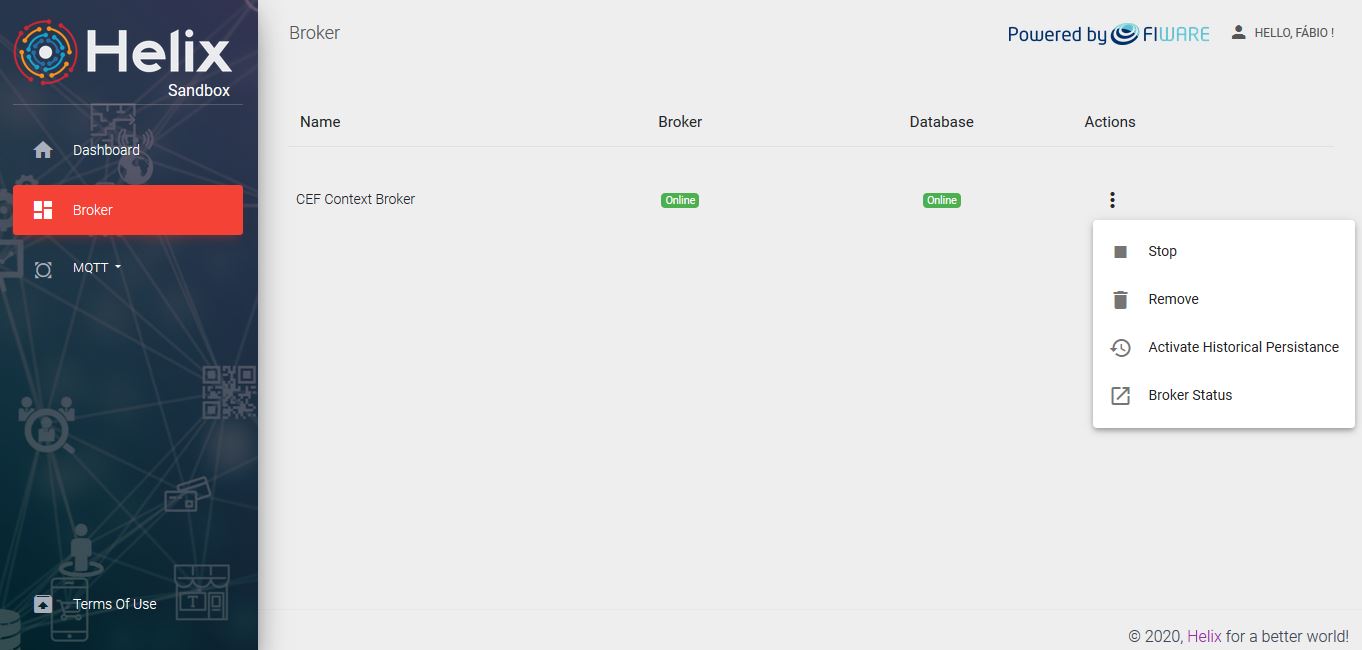 Helix
Sandbox
Dashboard
Broker
MQTT
Terms Of Use
Broker
Powered by FIWARE
HELLO, FÁBIO !
Name Broker Database Actions
CEF Context Broker Online Online
Stop
Remove
Activate Historical Persistance
Broker Status
© 2020, Helix for a better world!
T